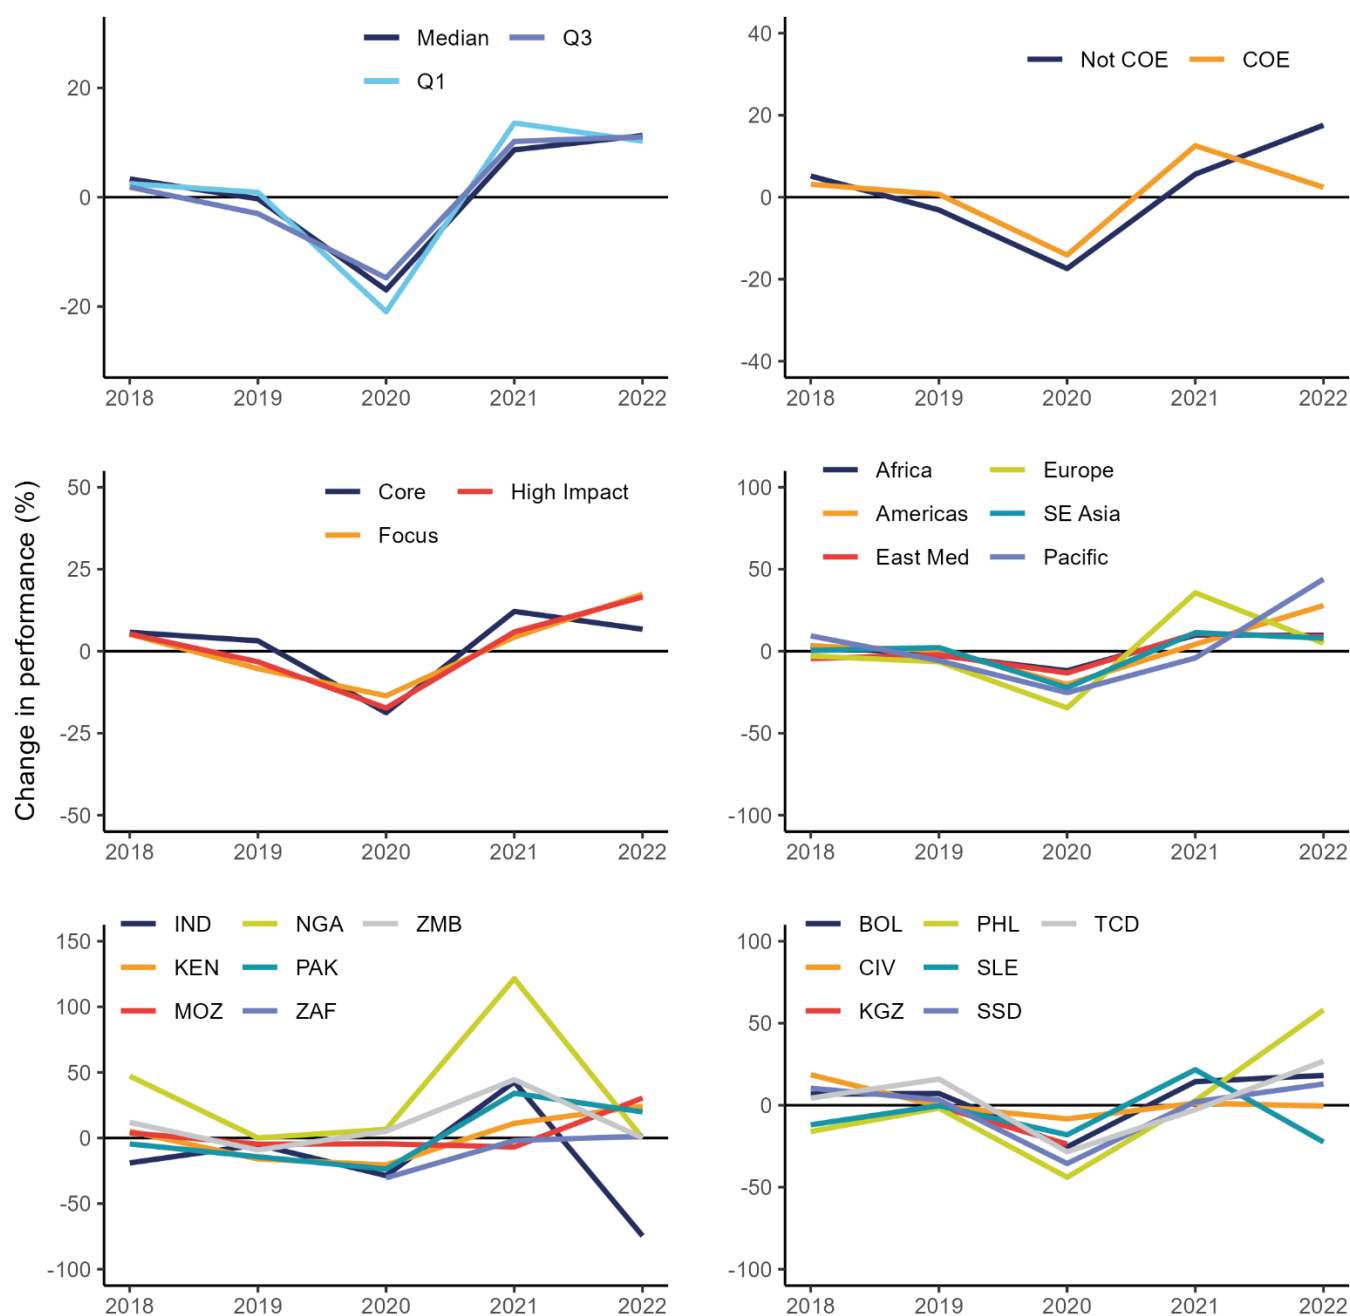 Median Q3
Q1
20
0
-20
2018 2019 2020 2021 2022
Not COE COE
40
20
0
-20
-40
2018 2019 2020 2021 2022
Change in performance (%)
Core High Impact
Focus
50
25
0
-25
-50
2018 2019 2020 2021 2022
Africa Europe
Americas SE Asia
East Med Pacific
100
50
0
-50
-100
2018 2019 2020 2021 2022
IND NGA ZMB
KEN PAK
MOZ ZAF
150
100
50
0
-50
-100
2018 2019 2020 2021 2022
BOL PHL TCD
CIV SLE
KGZ SSD
100
50
0
-50
-100
2018 2019 2020 2021 2022